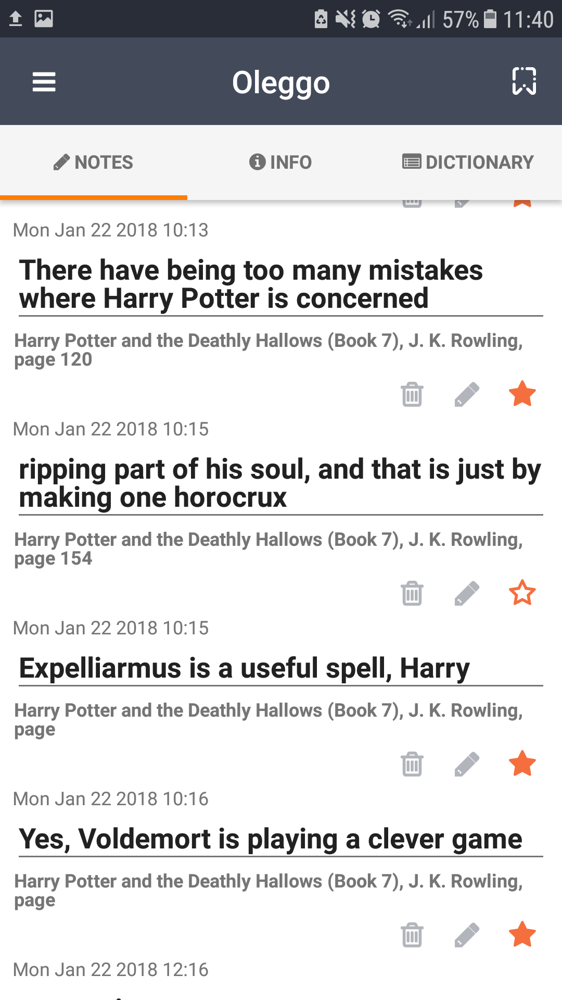 57% 11:40
Oleggo
NOTES INFO DICTIONARY
Mon Jan 22 2018 10:13
There have being too many mistakes
where Harry Potter is concerned
Harry Potter and the Deathly Hallows (Book 7), J. K. Rowling,
page 120
Mon Jan 22 2018 10:15
ripping part of his soul, and that is just by
making one horocrux
Harry Potter and the Deathly Hallows (Book 7), J. K. Rowling,
page 154
Mon Jan 22 2018 10:15
Expelliarmus is a useful spell, Harry
Harry Potter and the Deathly Hallows (Book 7), J. K. Rowling,
page
Mon Jan 22 2018 10:16
Yes, Voldemort is playing a clever game
Harry Potter and the Deathly Hallows (Book 7), J. K. Rowling,
page
Mon Jan 22 2018 12:16